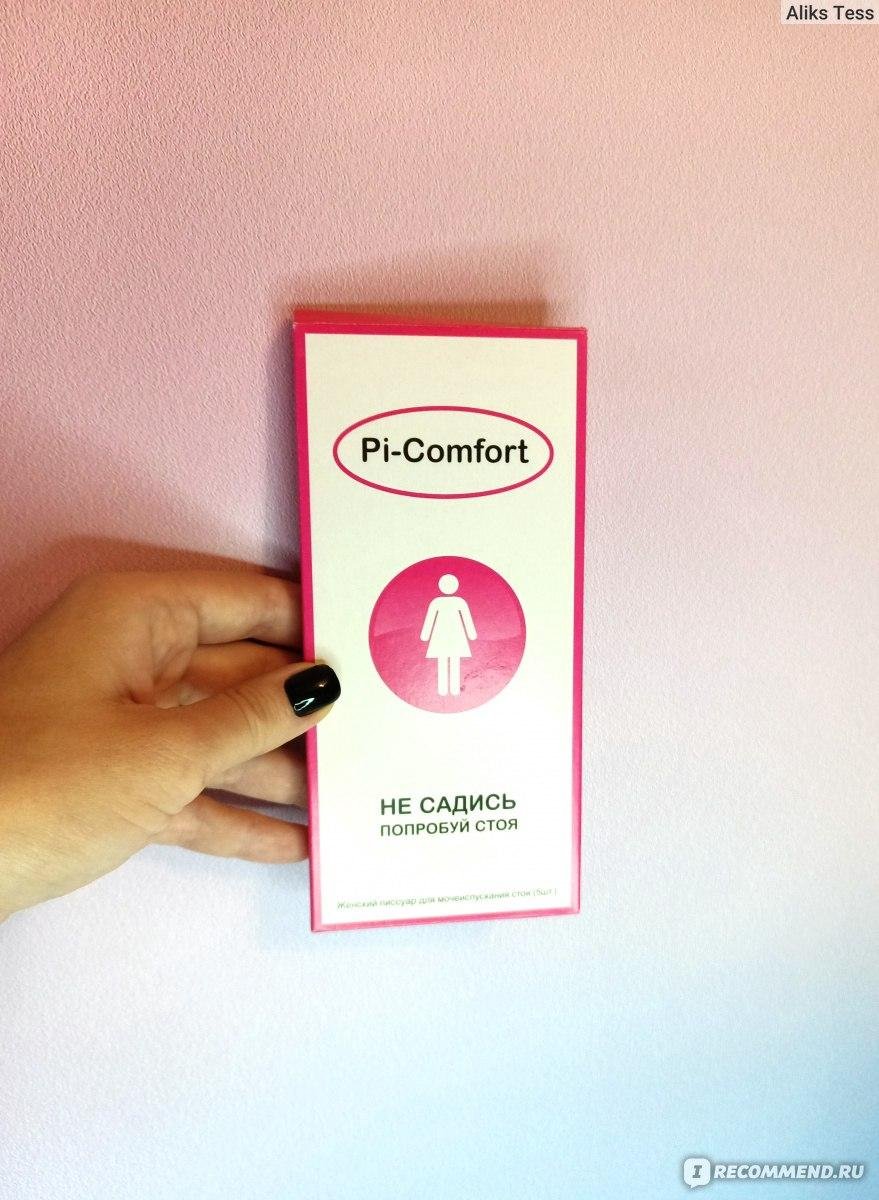 Aliks Tess
Pi-Comfort
НЕ САДИСЬ
ПОПРОБУЙ СТОЯ
Женский писсуар для мочеиспускания стоя (5шт.)
I RECOMMEND.RU